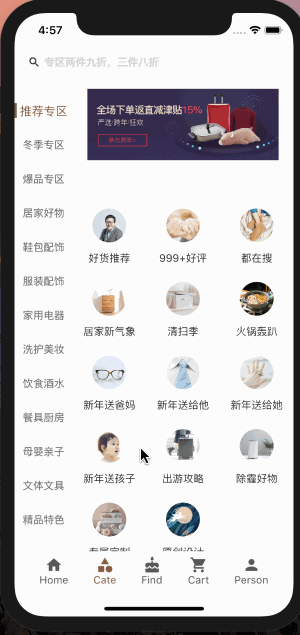 4:57
专区两件九折，三件八折
推荐专区
冬季专区
爆品专区
居家好物
鞋包配饰
服装配饰
家用电器
洗护美妆
饮食酒水
餐具厨房
母婴亲子
文体文具
精品特色
全场下单返直减津贴15%
严选·跨年·狂欢
好货推荐 999+好评 都在搜
居家新气象 清扫季 火锅轰趴
新年送爸妈 新年送给他 新年送给她
新年送孩子 出游攻略 除霾好物
Home Cate Find Cart Person